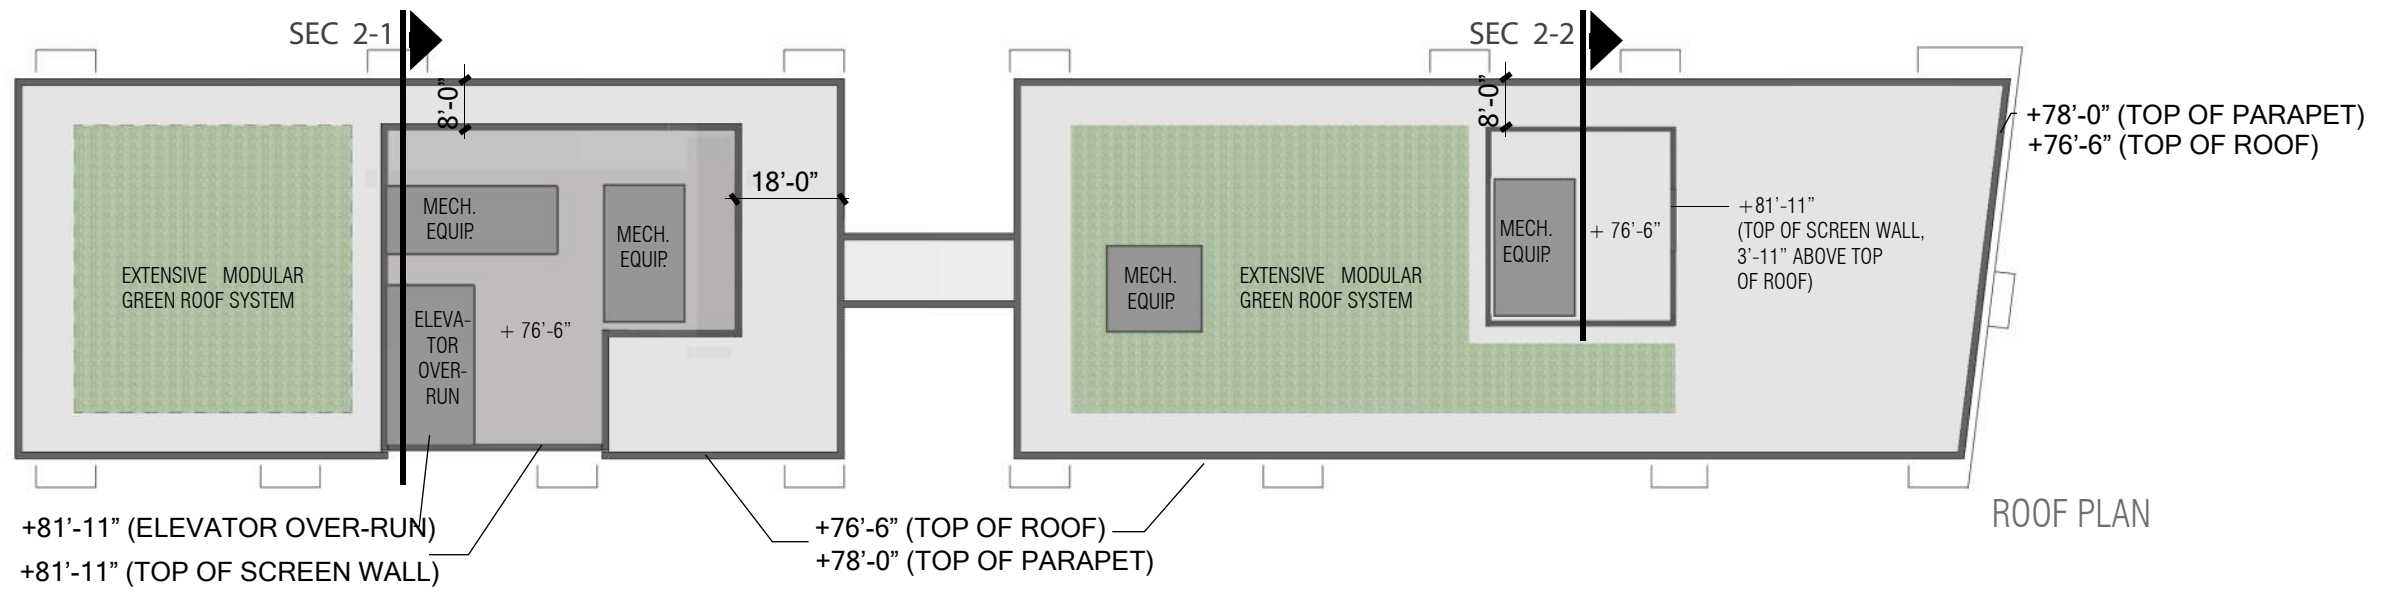 SEC 2-1
SEC 2-2
8’-0”
8’-0”
+78’-0” (TOP OF PARAPET)
+76’-6” (TOP OF ROOF)
18’-0”
MECH.
EQUIP.
MECH.
EQUIP.
MECH.
EQUIP.
+ 76’-6”
+81’-11”
(TOP OF SCREEN WALL,
3’-11” ABOVE TOP
OF ROOF)
EXTENSIVE MODULAR
GREEN ROOF SYSTEM
MECH.
EQUIP.
EXTENSIVE MODULAR
GREEN ROOF SYSTEM
ELEVA-
TOR
OVER-
RUN
+ 76’-6”
+81’-11” (ELEVATOR OVER-RUN)
+81’-11” (TOP OF SCREEN WALL)
+76’-6” (TOP OF ROOF)
+78’-0” (TOP OF PARAPET)
ROOF PLAN